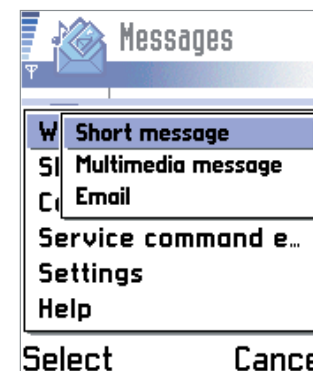 Messages
Short message
Multimedia message
Email
Service command e...
Settings
Help
Select Cance